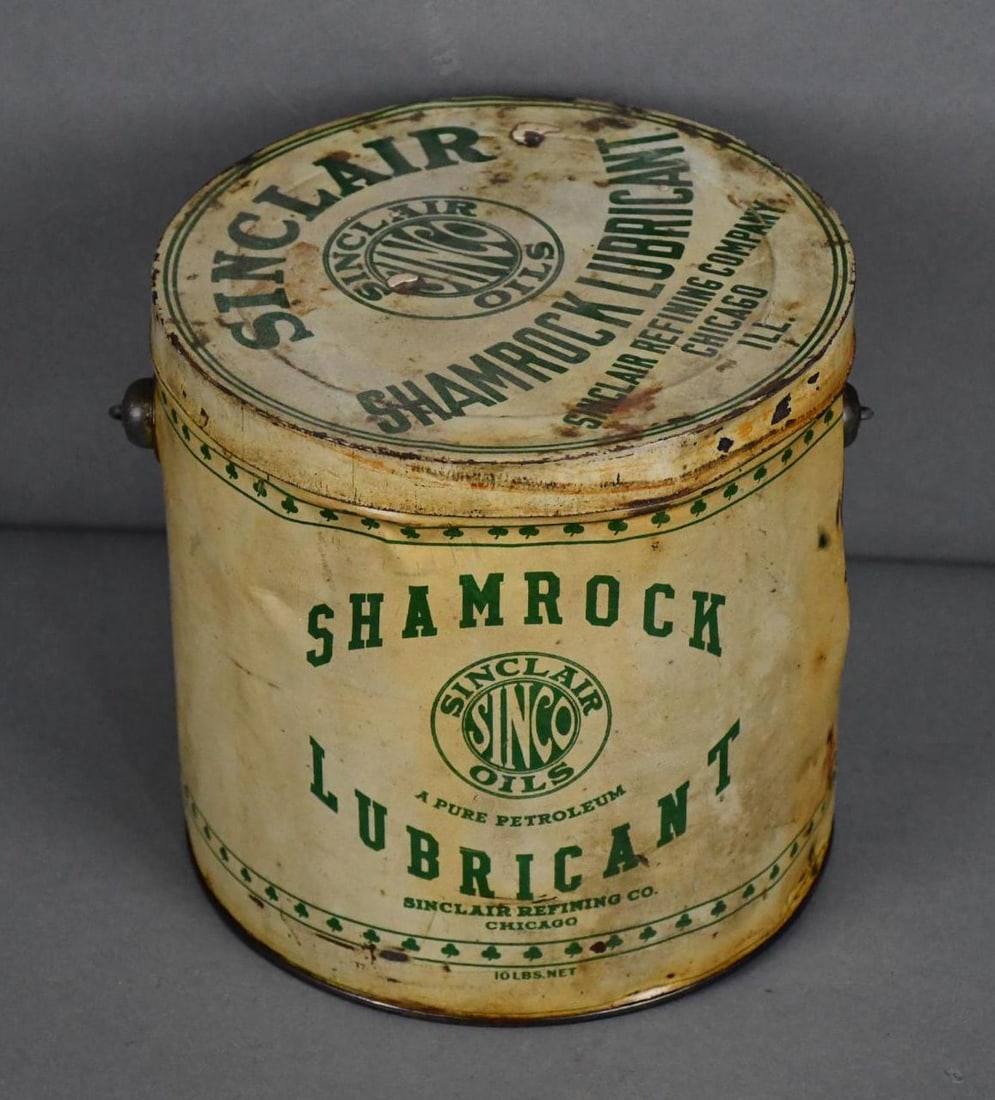 SINCLAIR
SINCLAIR
SINCO
OILS
SHAMROCK LUBRICANT
SINCLAIR REFINING COMPANY
CHICAGO
ILL.
SHAMROCK
SINCLAIR
SINCO
OILS
A PURE PETROLEUM
LUBRICANT
SINCLAIR REFINING CO.
CHICAGO
10 LBS. NET